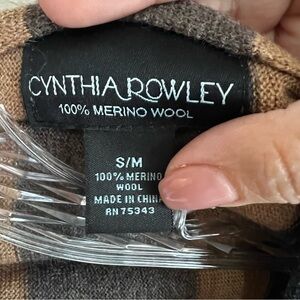 CYNTHIA ROWLEY
100% MERINO WOOL
S/M
100% MERINO
WOOL
MADE IN CHINA
RN 75343